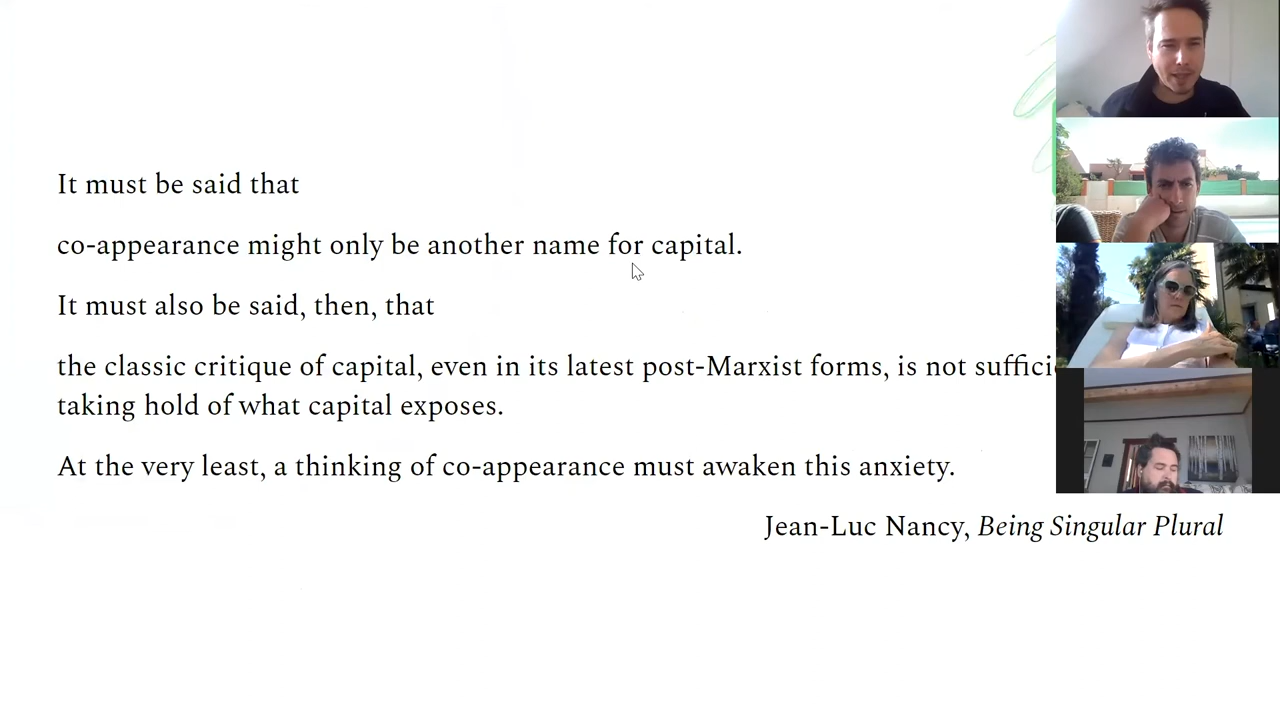 It must be said that
co-appearance might only be another name for capital.
It must also be said, then, that
the classic critique of capital, even in its latest post-Marxist forms, is not
taking hold of what capital exposes.
At the very least, a thinking of co-appearance must awaken this anxiety.
Jean-Luc Nancy, Being Singular Plural